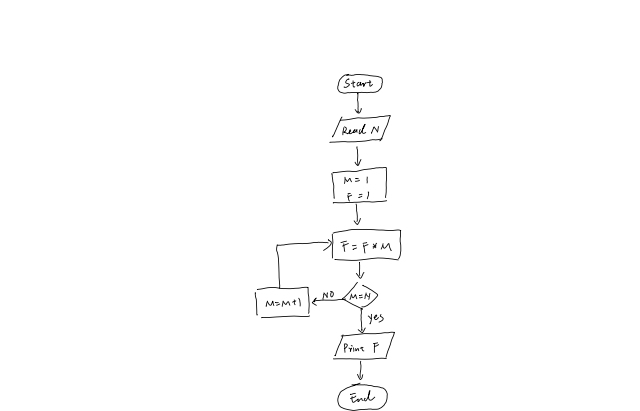 Start
Read N
M = 1
F = 1
F = F * M
NO
M=N
M=M+1
yes
Print F
End